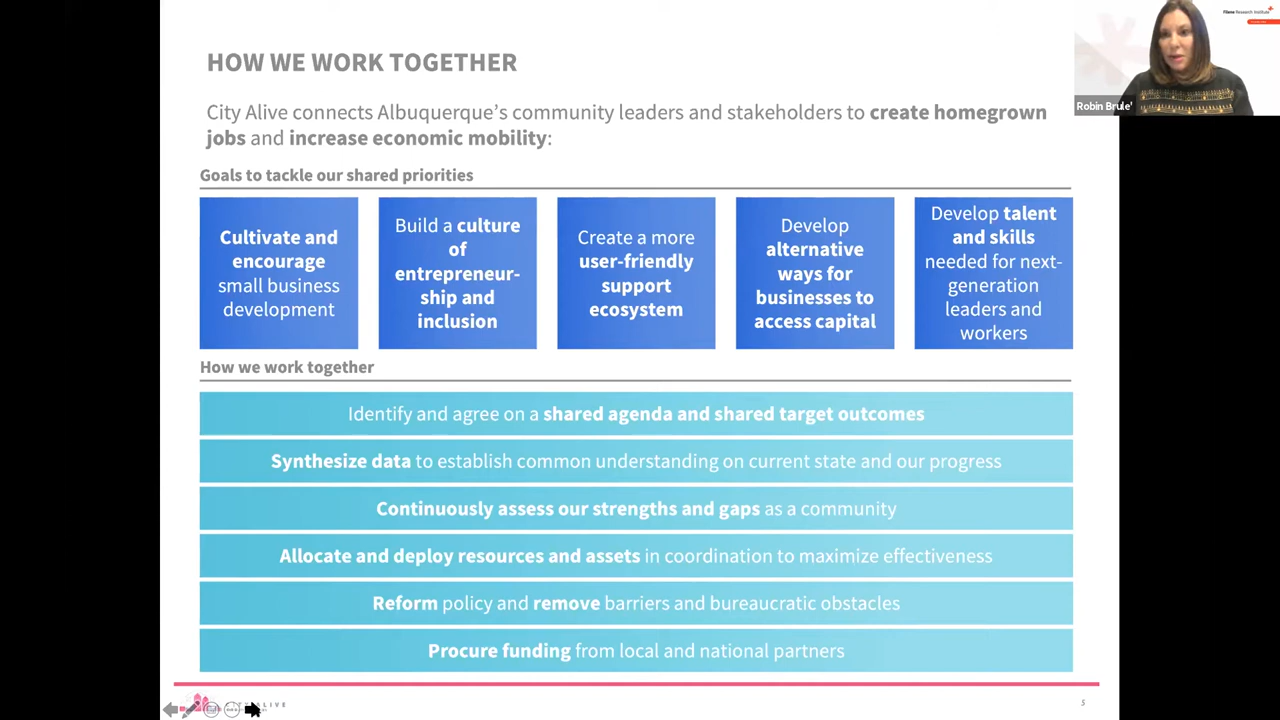 HOW WE WORK TOGETHER
City Alive connects Albuquerque's community leaders and stakeholders to create homegrown
jobs and increase economic mobility:
Goals to tackle our shared priorities
Cultivate and
encourage
small business
development
Build a culture
of
entrepreneur-
ship and
inclusion
Create a more
user-friendly
support
ecosystem
Develop
alternative
ways for
businesses to
access capital
Develop talent
and skills
needed for next-
generation
leaders and
workers
How we work together
Identify and agree on a shared agenda and shared target outcomes
Synthesize data to establish common understanding on current state and our progress
Continuously assess our strengths and gaps as a community
Allocate and deploy resources and assets in coordination to maximize effectiveness
Reform policy and remove barriers and bureaucratic obstacles
Procure funding from local and national partners
5
Filene Research Institute
Robin Brule'